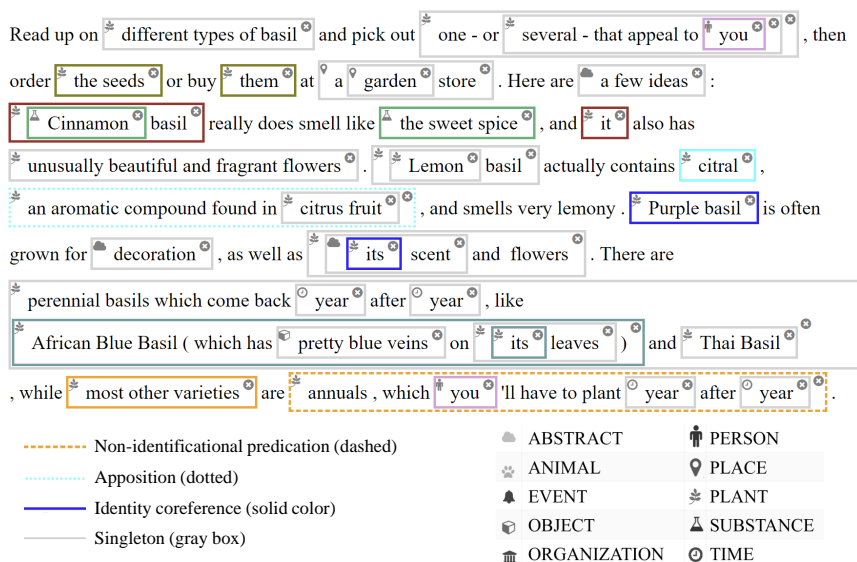 Read up on different types of basil and pick out one - or several - that appeal to you , then
order the seeds or buy them at a garden store . Here are a few ideas :
Cinnamon basil really does smell like the sweet spice , and it also has
unusually beautiful and fragrant flowers . Lemon basil actually contains citral ,
an aromatic compound found in citrus fruit , and smells very lemony . Purple basil is often
grown for decoration , as well as its scent and flowers . There are
perennial basils which come back year after year , like
African Blue Basil ( which has pretty blue veins on its leaves ) and Thai Basil
, while most other varieties are annuals , which you 'll have to plant year after year .
Non-identificational predication (dashed)
Apposition (dotted)
Identity coreference (solid color)
Singleton (gray box)
ABSTRACT PERSON
ANIMAL PLACE
EVENT PLANT
OBJECT SUBSTANCE
ORGANIZATION TIME